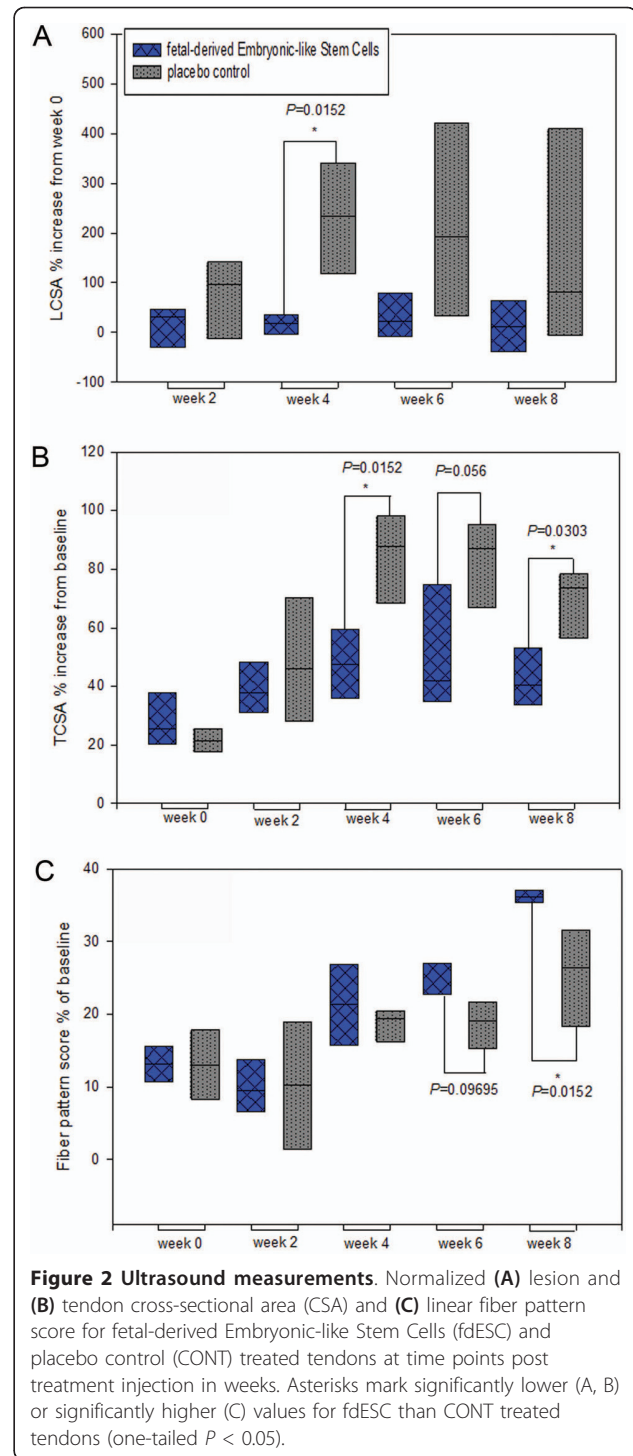 A
600
500
400
300
200
100
0
-100
LCSA % increase from week 0
fetal-derived Embryonic-like Stem Cells
placebo control
P=0.0152
*
week 2 week 4 week 6 week 8
B
120
100
80
60
40
20
0
TCSA % increase from baseline
P=0.0152
*
P=0.056
P=0.0303
*
week 0 week 2 week 4 week 6 week 8
C
40
30
20
10
0
Fiber pattern score % of baseline
P=0.09695
*
P=0.0152
week 0 week 2 week 4 week 6 week 8
Figure 2 Ultrasound measurements. Normalized (A) lesion and
(B) tendon cross-sectional area (CSA) and (C) linear fiber pattern
score for fetal-derived Embryonic-like Stem Cells (fdESC) and
placebo control (CONT) treated tendons at time points post
treatment injection in weeks. Asterisks mark significantly lower (A, B)
or significantly higher (C) values for fdESC than CONT treated
tendons (one-tailed P < 0.05).